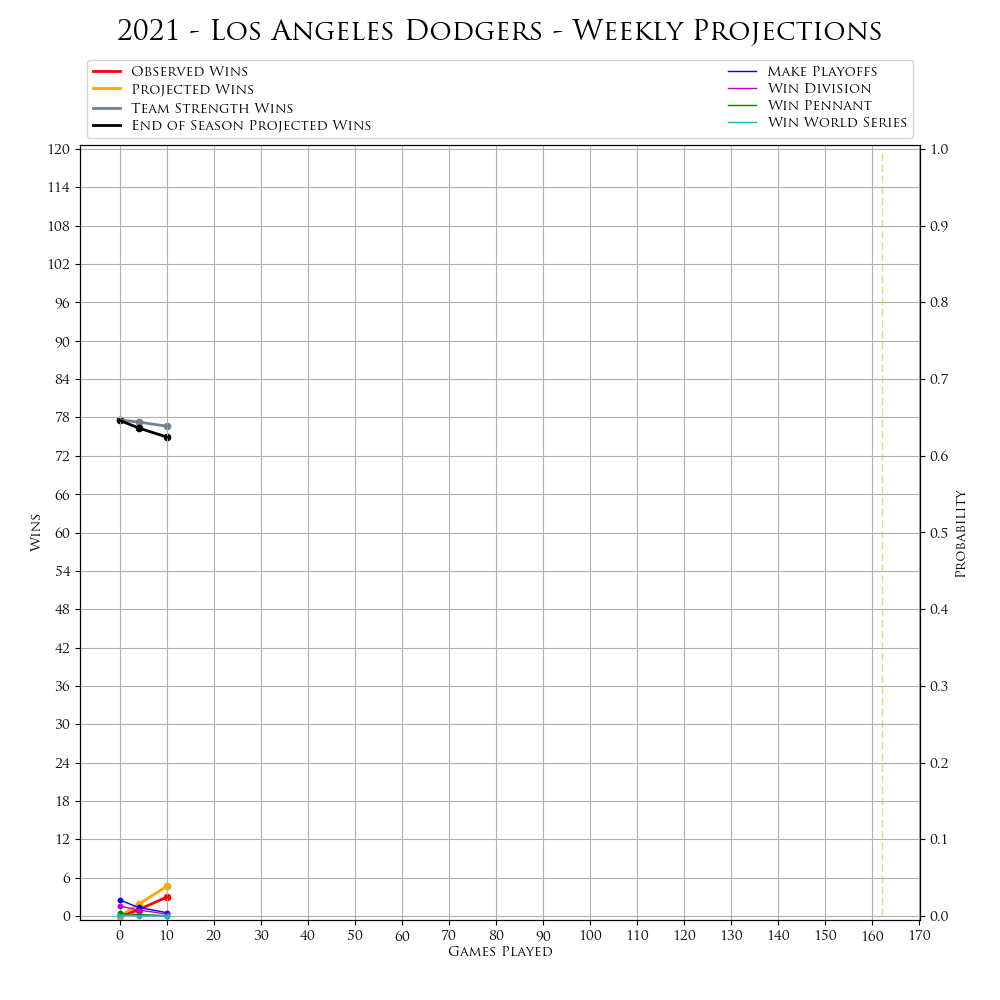 2021 - Los Angeles Dodgers - Weekly Projections
Observed Wins
Projected Wins
Team Strength Wins
End of Season Projected Wins
Make Playoffs
Win Division
Win Pennant
Win World Series
120
114
108
102
96
90
84
78
72
66
60
54
48
42
36
30
24
18
12
6
0
Wins
1.0
0.9
0.8
0.7
0.6
0.5
0.4
0.3
0.2
0.1
0.0
Probability
0 10 20 30 40 50 60 70 80 90 100 110 120 130 140 150 160 170
Games Played